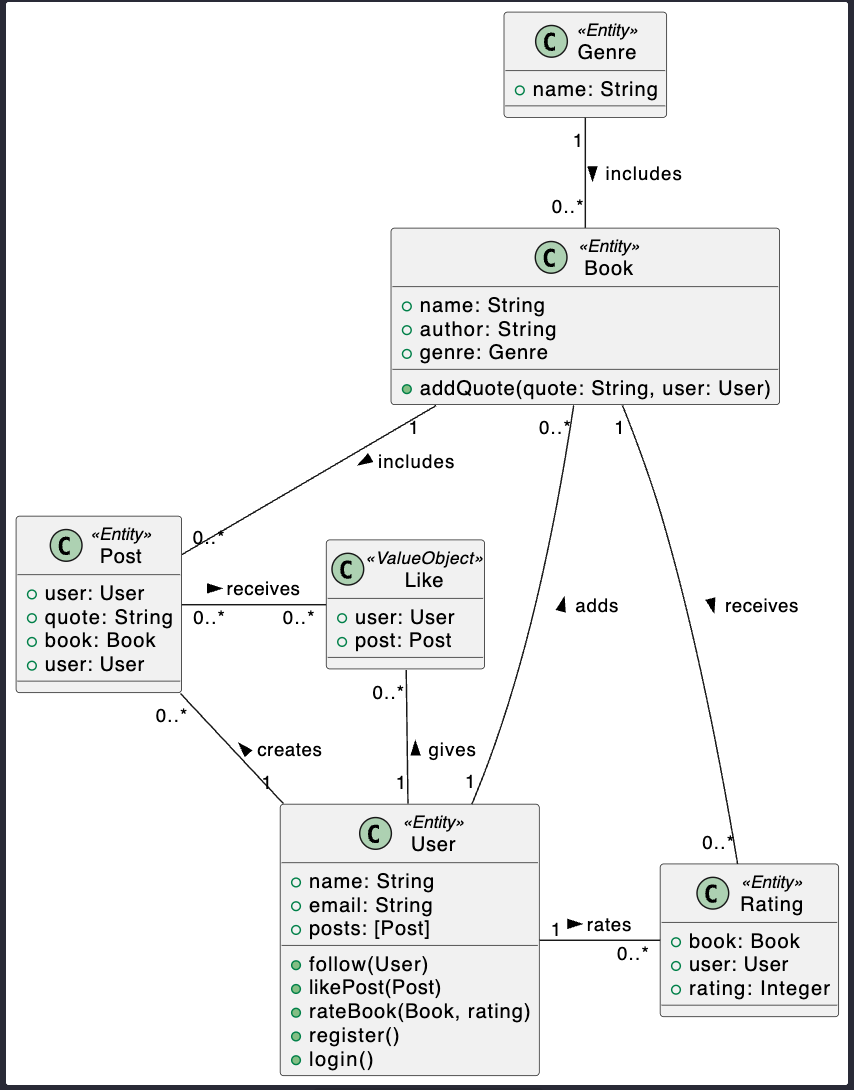 C «Entity»
Genre
name: String
1
includes
0..*
C «Entity»
Book
name: String
author: String
genre: Genre
addQuote(quote: String, user: User)
1
0..*
1
includes
0..*
C «Entity»
Post
user: User
quote: String
book: Book
user: User
receives
0..*
0..*
C «ValueObject»
Like
user: User
post: Post
adds
receives
0..*
0..*
creates
gives
1
1
1
C «Entity»
User
name: String
email: String
posts: [Post]
follow(User)
likePost(Post)
rateBook(Book, rating)
register()
login()
1
rates
0..*
0..*
C «Entity»
Rating
book: Book
user: User
rating: Integer